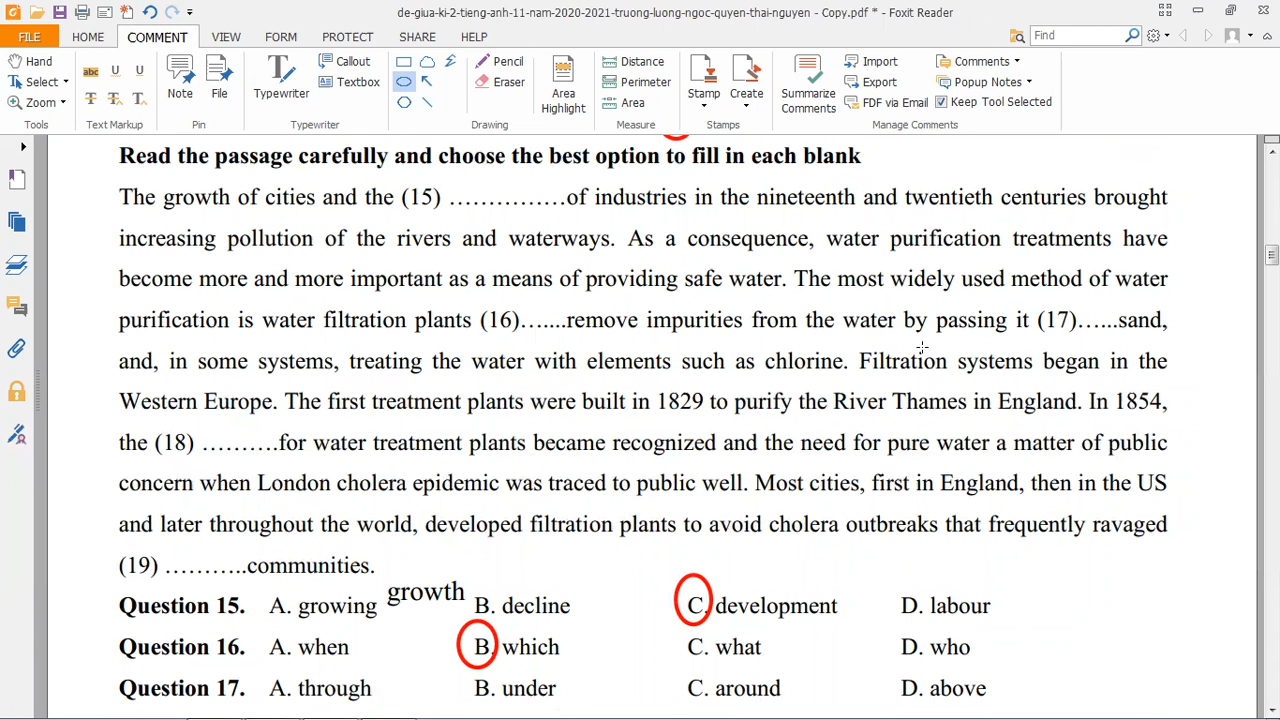 de-giua-ki-2-tieng-anh-11-nam-2020-2021-truong-luong-ngoc-quyen-thai-nguyen - Copy.pdf * - Foxit Reader
FILE HOME COMMENT VIEW FORM PROTECT SHARE HELP Find
Hand Select Zoom Tools
abc U U T T T Text Markup
Note File Pin
Typewriter Callout Textbox Typewriter
Pencil Eraser Area Highlight Drawing
Distance Perimeter Area Measure
Stamp Create Stamps
Summarize Comments Import Export FDF via Email Comments Popup Notes Keep Tool Selected Manage Comments
Read the passage carefully and choose the best option to fill in each blank
The growth of cities and the (15) ……………of industries in the nineteenth and twentieth centuries brought
increasing pollution of the rivers and waterways. As a consequence, water purification treatments have
become more and more important as a means of providing safe water. The most widely used method of water
purification is water filtration plants (16)…....remove impurities from the water by passing it (17)…...sand,
and, in some systems, treating the water with elements such as chlorine. Filtration systems began in the
Western Europe. The first treatment plants were built in 1829 to purify the River Thames in England. In 1854,
the (18) ……….for water treatment plants became recognized and the need for pure water a matter of public
concern when London cholera epidemic was traced to public well. Most cities, first in England, then in the US
and later throughout the world, developed filtration plants to avoid cholera outbreaks that frequently ravaged
(19) ………..communities.
growth
Question 15. A. growing B. decline C. development D. labour
Question 16. A. when B. which C. what D. who
Question 17. A. through B. under C. around D. above